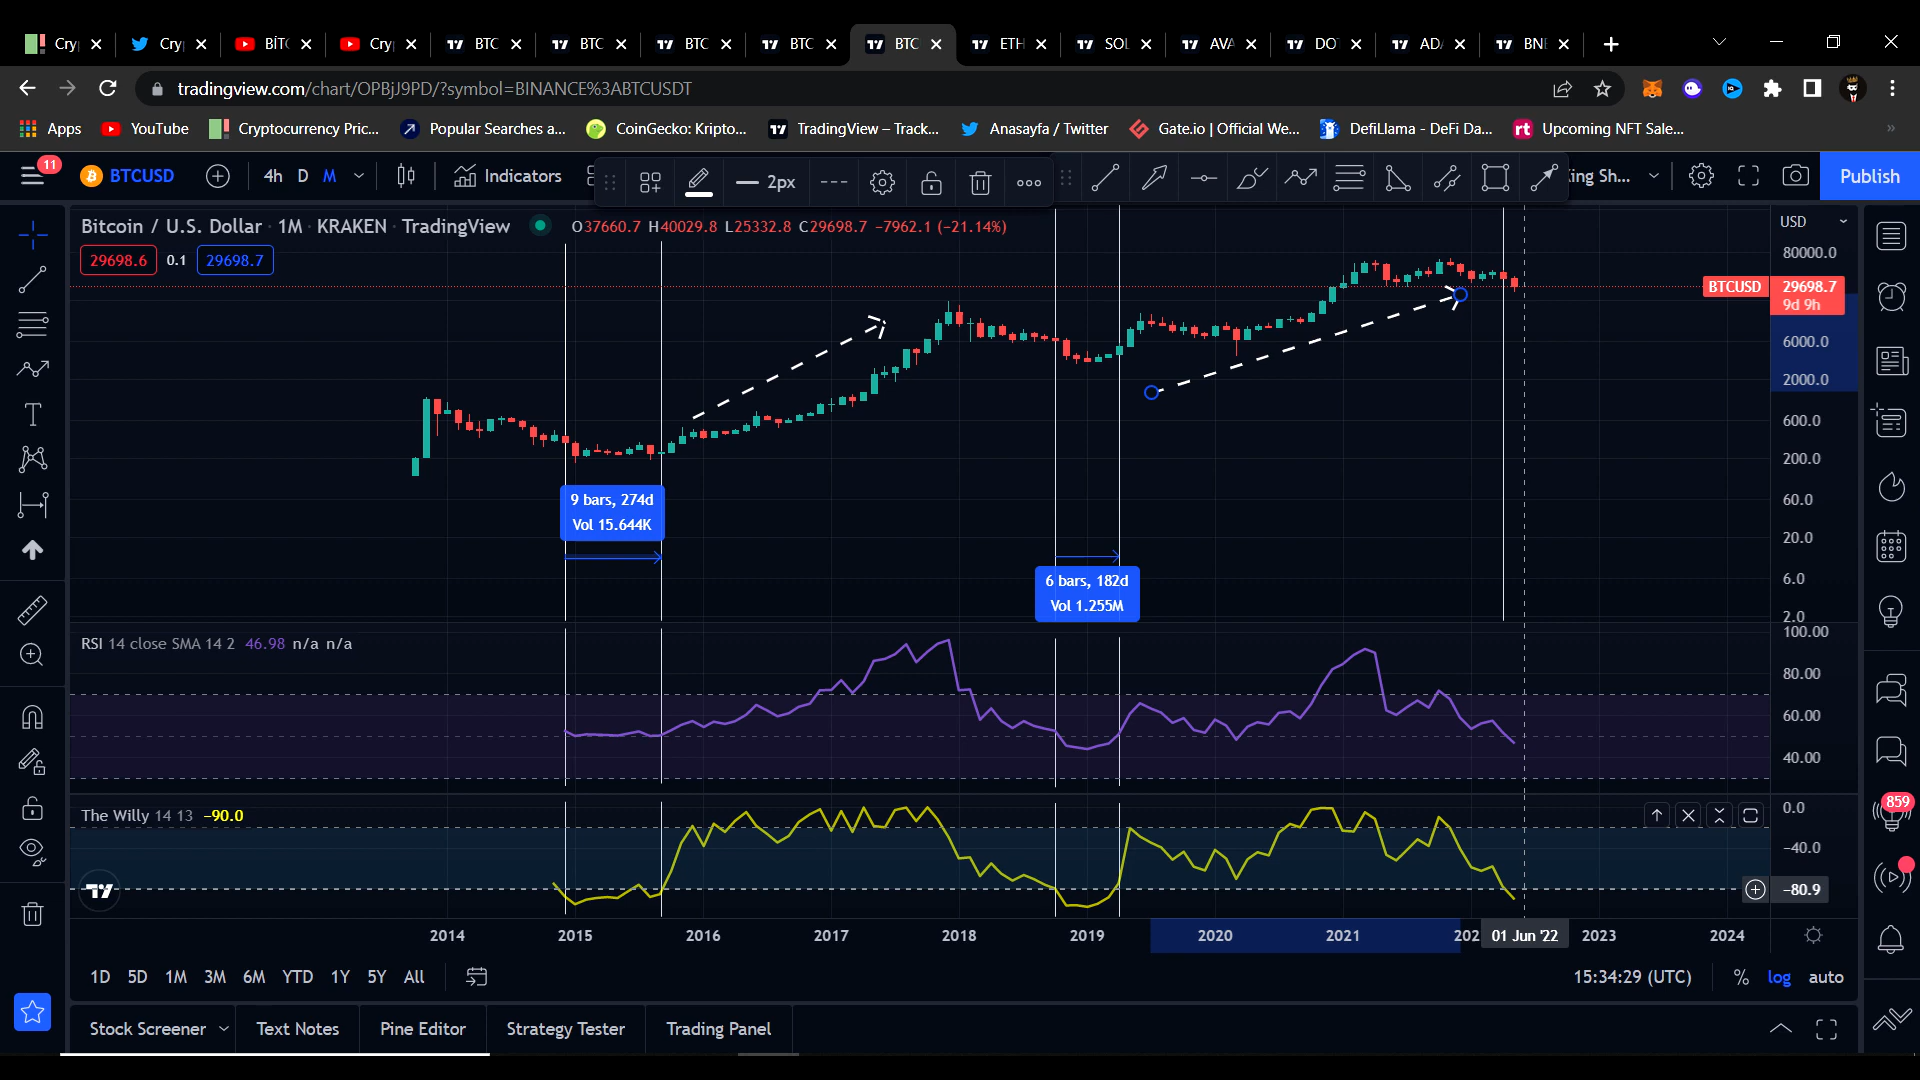 Cry
Cry
BİTC
Cry
BTC
BTC
BTC
BTC
BTC
ETH
SOL
AVA
DO
AD
BN
tradingview.com/chart/OPBjJ9PD/?symbol=BINANCE%3ABTCUSDT
Apps
YouTube
Cryptocurrency Pric...
Popular Searches a...
CoinGecko: Kripto...
TradingView – Track...
Anasayfa / Twitter
Gate.io | Official We...
DefiLlama - DeFi Da...
rt Upcoming NFT Sale...
11
BTCUSD
4h D M
Indicators
2px
ing Sh...
Publish
Bitcoin / U.S. Dollar · 1M · KRAKEN · TradingView
O37660.7 H40029.8 L25332.8 C29698.7 −7962.1 (−21.14%)
USD
29698.6 0.1 29698.7
80000.0
BTCUSD 29698.7
9d 9h
6000.0
2000.0
600.0
200.0
60.0
20.0
6.0
2.0
9 bars, 274d
Vol 15.644K
6 bars, 182d
Vol 1.255M
RSI 14 close SMA 14 2 46.98 n/a n/a
100.00
80.00
60.00
40.00
The Willy 14 13 −90.0
0.0
−40.0
−80.9
859
2014 2015 2016 2017 2018 2019 2020 2021 202 01 Jun '22 2023 2024
1D 5D 1M 3M 6M YTD 1Y 5Y All
15:34:29 (UTC) % log auto
Stock Screener Text Notes Pine Editor Strategy Tester Trading Panel